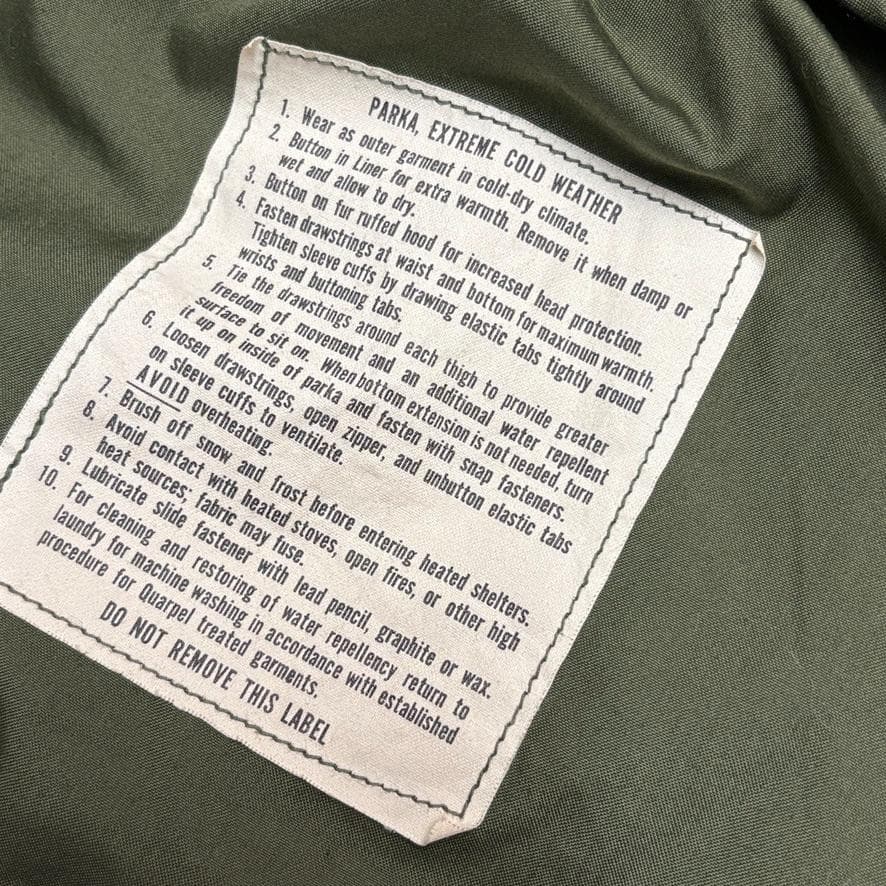 PARKA, EXTREME COLD WEATHER
1. Wear as outer garment in cold-dry climate.
2. Button in Liner for extra warmth. Remove it when damp or
wet and allow to dry.
3. Button on fur ruffed hood for increased head protection.
4. Fasten drawstrings at waist and bottom for maximum warmth.
Tighten sleeve cuffs by drawing elastic tabs tightly around
wrists and buttoning tabs.
5. Tie the drawstrings around each thigh to provide greater
freedom of movement and an additional water repellent
surface to sit on. When bottom extension is not needed, turn
it up on inside of parka and fasten with snap fasteners.
6. Loosen drawstrings, open zipper, and unbutton elastic tabs
on sleeve cuffs to ventilate.
AVOID overheating.
7. Brush off snow and frost before entering heated shelters.
8. Avoid contact with heated stoves, open fires, or other high
heat sources; fabric may fuse.
9. Lubricate slide fastener with lead pencil, graphite or wax.
10. For cleaning and restoring of water repellency return to
laundry for machine washing in accordance with established
procedure for Quarpel treated garments.
DO NOT REMOVE THIS LABEL